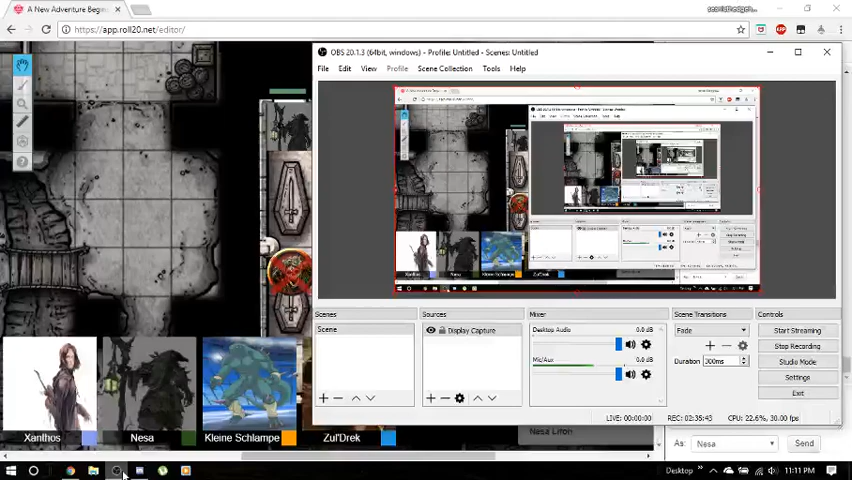 A New Adventure Begin
https://app.roll20.net/editor/
OBS 20.1.3 (64bit, windows) - Profile: Untitled - Scenes: Untitled
File Edit View Profile Scene Collection Tools Help
Scenes
Sources
Mixer
Scene Transitions
Controls
Scene
Display Capture
Desktop Audio 0.0 dB
Mic/Aux 0.0 dB
Fade
Duration 300ms
Start Streaming
Stop Recording
Studio Mode
Settings
Exit
LIVE: 00:00:00 REC: 02:35:43 CPU: 22.6%, 30.00 fps
Xanthos
Nesa
Kleine Schlampe
Zul'Drek
As: Nesa Send
Desktop
11:11 PM